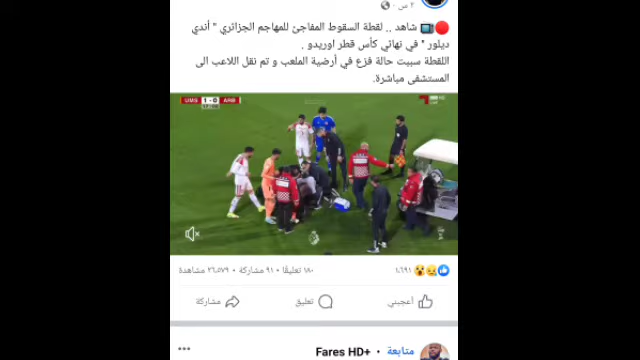 ٢ س ·
🔴📺 شاهد .. لقطة السقوط المفاجئ للمهاجم الجزائري " أندي
ديلور " في نهائي كأس قطر اوريدو .
اللقطة سببت حالة فزع في أرضية الملعب و تم نقل اللاعب الى
المستشفى مباشرة.
UMS 1-0 ARB
١٬٦٩١
١٨٠ تعليقًا • ٩١ مشاركة • ٢٦٬٥٧٩ مشاهدة
أعجبني
تعليق
مشاركة
Fares HD+ • متابعة